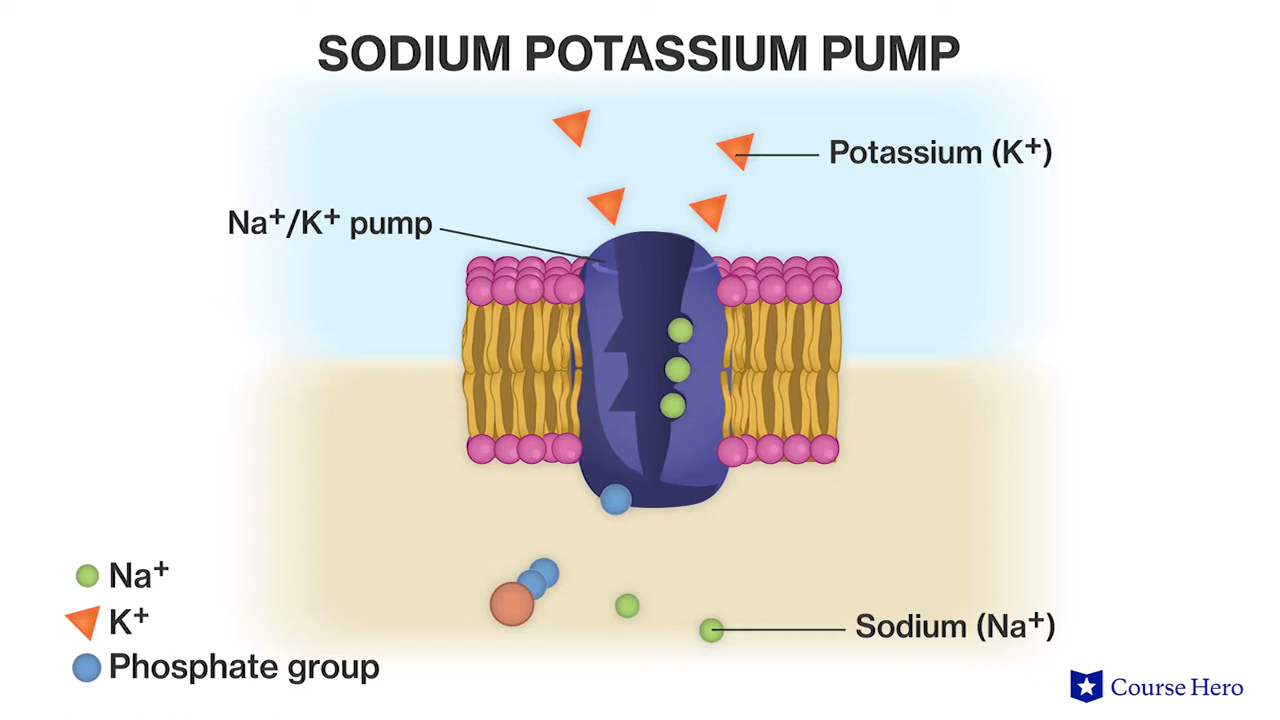 SODIUM POTASSIUM PUMP
Potassium (K⁺)
Na⁺/K⁺ pump
Na⁺
K⁺
Phosphate group
Sodium (Na⁺)
Course Hero